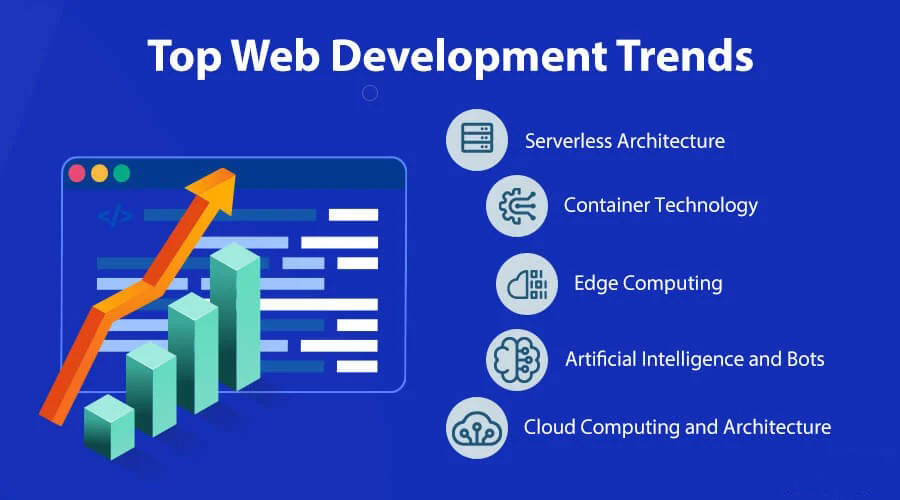 Top Web Development Trends
Serverless Architecture
</>
Container Technology
Edge Computing
Artificial Intelligence and Bots
Cloud Computing and Architecture